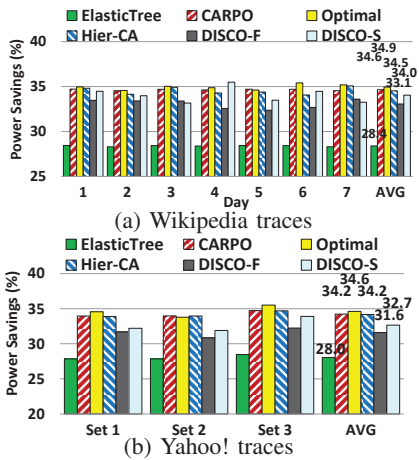 ElasticTree CARPO Optimal
Hier-CA DISCO-F DISCO-S
Power Savings (%)
40
35
30
25
34.9
34.6 34.5
34.0
33.1
28.4
1 2 3 4 5 6 7 AVG
Day
(a) Wikipedia traces
ElasticTree CARPO Optimal
Hier-CA DISCO-F DISCO-S
Power Savings (%)
40
35
30
25
20
34.6
34.2 34.2
32.7
31.6
28.0
Set 1 Set 2 Set 3 AVG
(b) Yahoo! traces